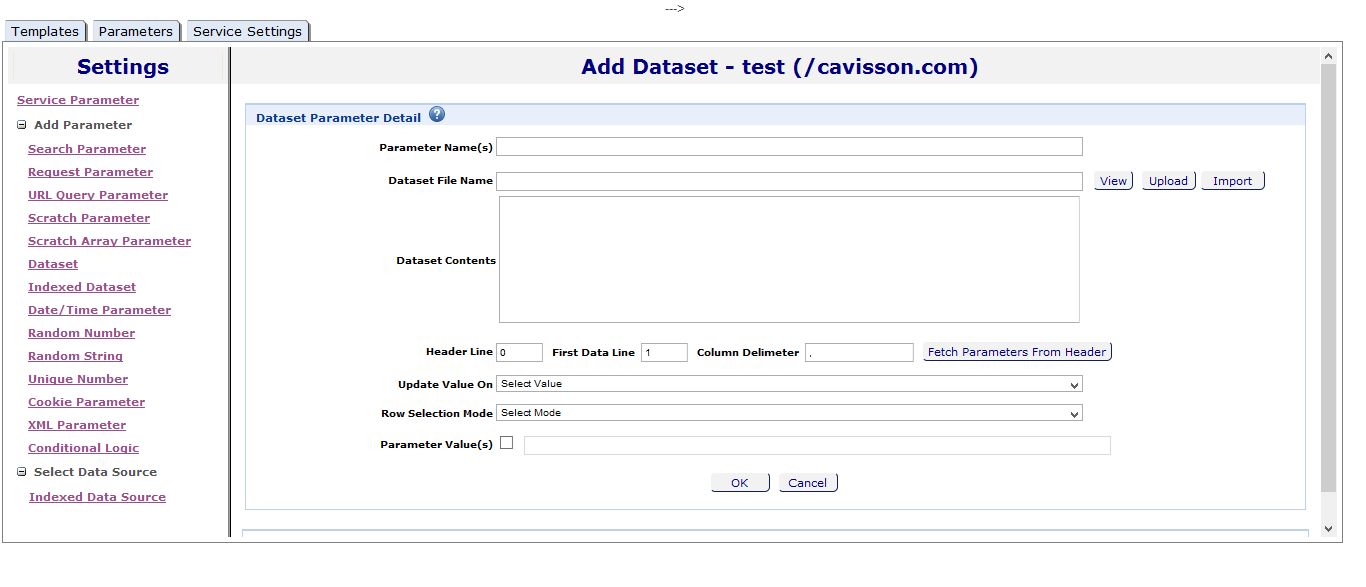 --->
Templates Parameters Service Settings
Settings
Service Parameter
Add Parameter
Search Parameter
Request Parameter
URL Query Parameter
Scratch Parameter
Scratch Array Parameter
Dataset
Indexed Dataset
Date/Time Parameter
Random Number
Random String
Unique Number
Cookie Parameter
XML Parameter
Conditional Logic
Select Data Source
Indexed Data Source
Add Dataset - test (/cavisson.com)
Dataset Parameter Detail ?
Parameter Name(s)
Dataset File Name View Upload Import
Dataset Contents
Header Line 0 First Data Line 1 Column Delimeter , Fetch Parameters From Header
Update Value On Select Value
Row Selection Mode Select Mode
Parameter Value(s)
OK Cancel